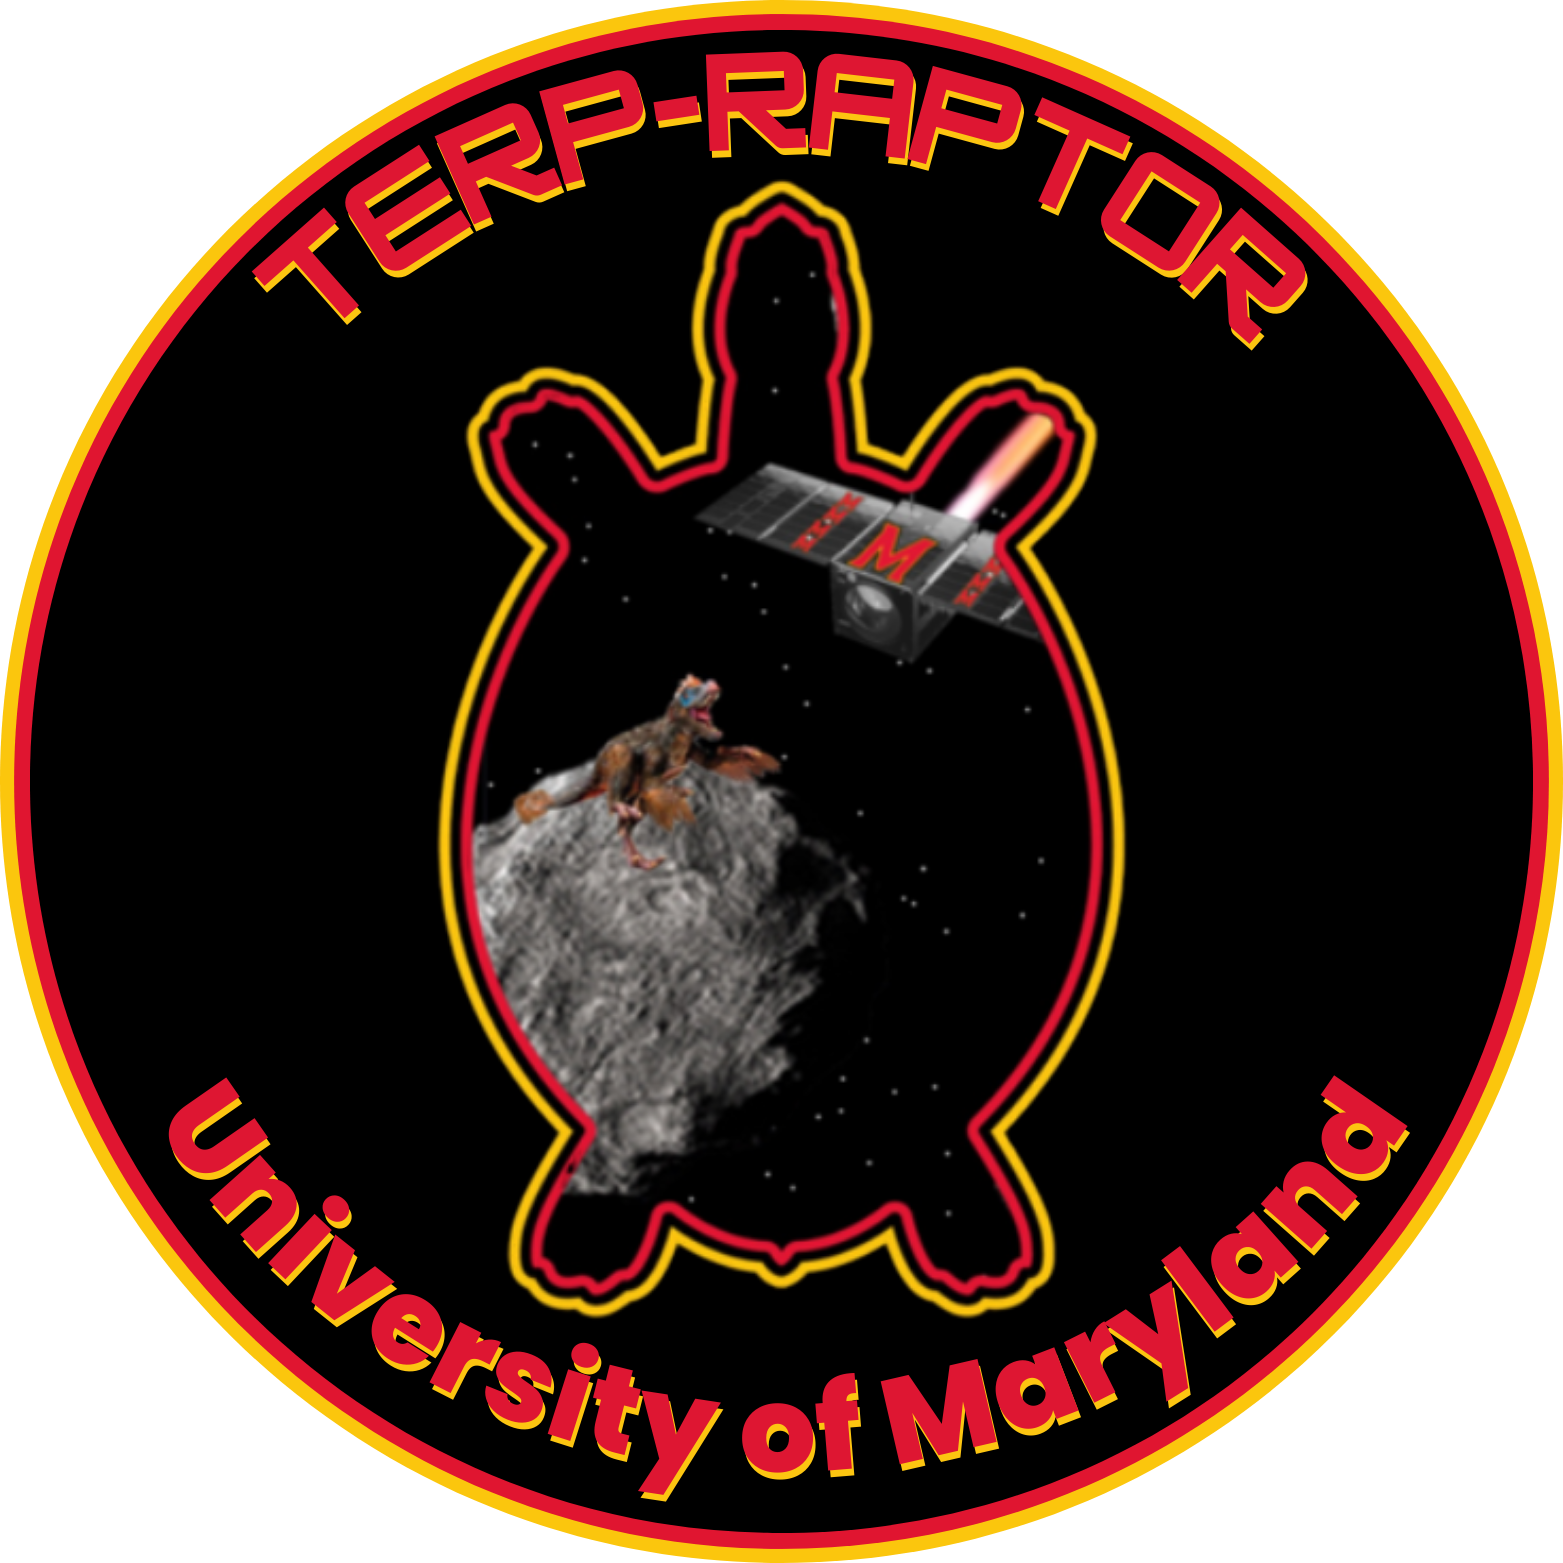 TERP-RAPTOR
M
University of Maryland